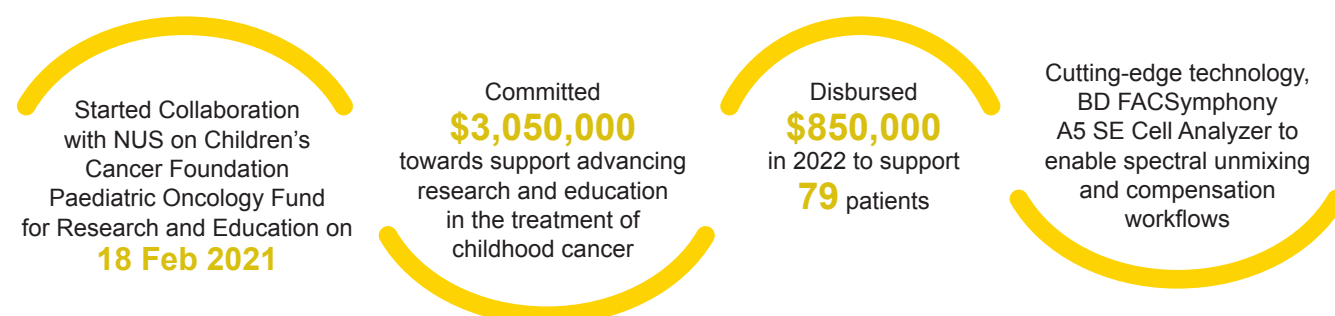 Started Collaboration
with NUS on Children’s
Cancer Foundation
Paediatric Oncology Fund
for Research and Education on
18 Feb 2021
Committed
$3,050,000
towards support advancing
research and education
in the treatment of
childhood cancer
Disbursed
$850,000
in 2022 to support
79 patients
Cutting-edge technology,
BD FACSymphony
A5 SE Cell Analyzer to
enable spectral unmixing
and compensation
workflows